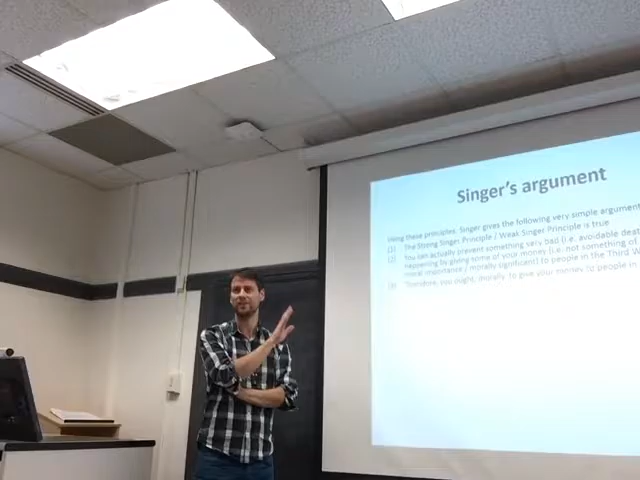 Singer's argument
Using these principles, Singer gives the following very simple argument
(1) The Strong Singer Principle / Weak Singer Principle is true
(2) You can actually prevent something very bad (i.e. avoidable deat
happening by giving some of your money (i.e. not something of
moral importance / morally significant) to people in the Third W
(3) Therefore, you ought, morally, to give your money to people in